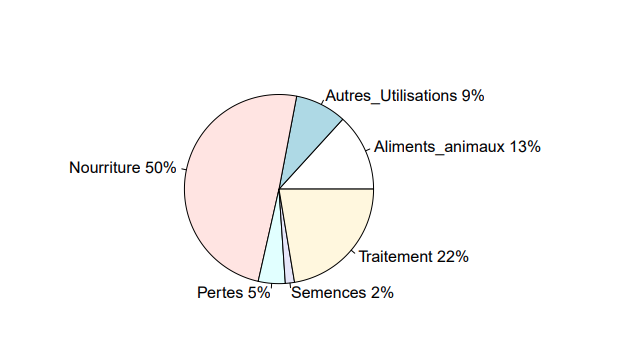 Autres_Utilisations 9%
Aliments_animaux 13%
Nourriture 50%
Traitement 22%
Pertes 5%
Semences 2%